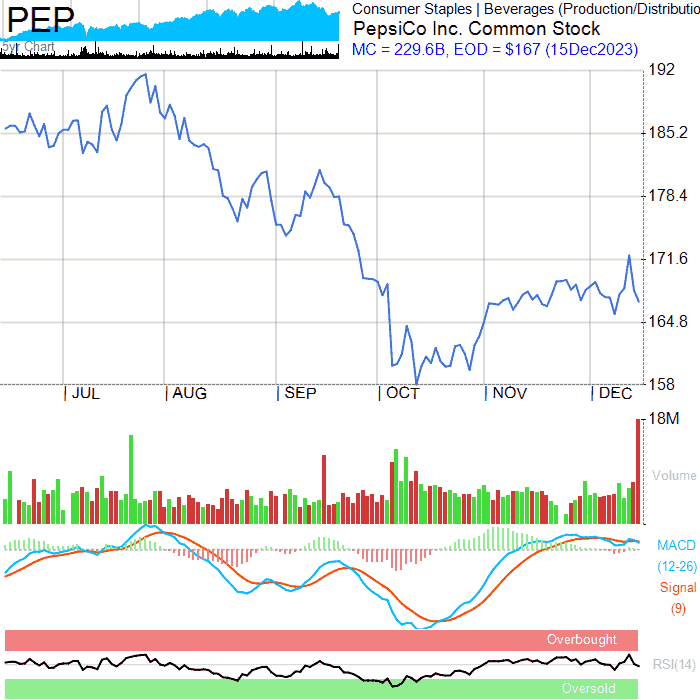 PEP
5yr Chart
Consumer Staples | Beverages (Production/Distributio
PepsiCo Inc. Common Stock
MC = 229.6B, EOD = $167 (15Dec2023)
192
185.2
178.4
171.6
164.8
158
| JUL | AUG | SEP | OCT | NOV | DEC
18M
Volume
MACD
(12-26)
Signal
(9)
Overbought
RSI(14)
Oversold